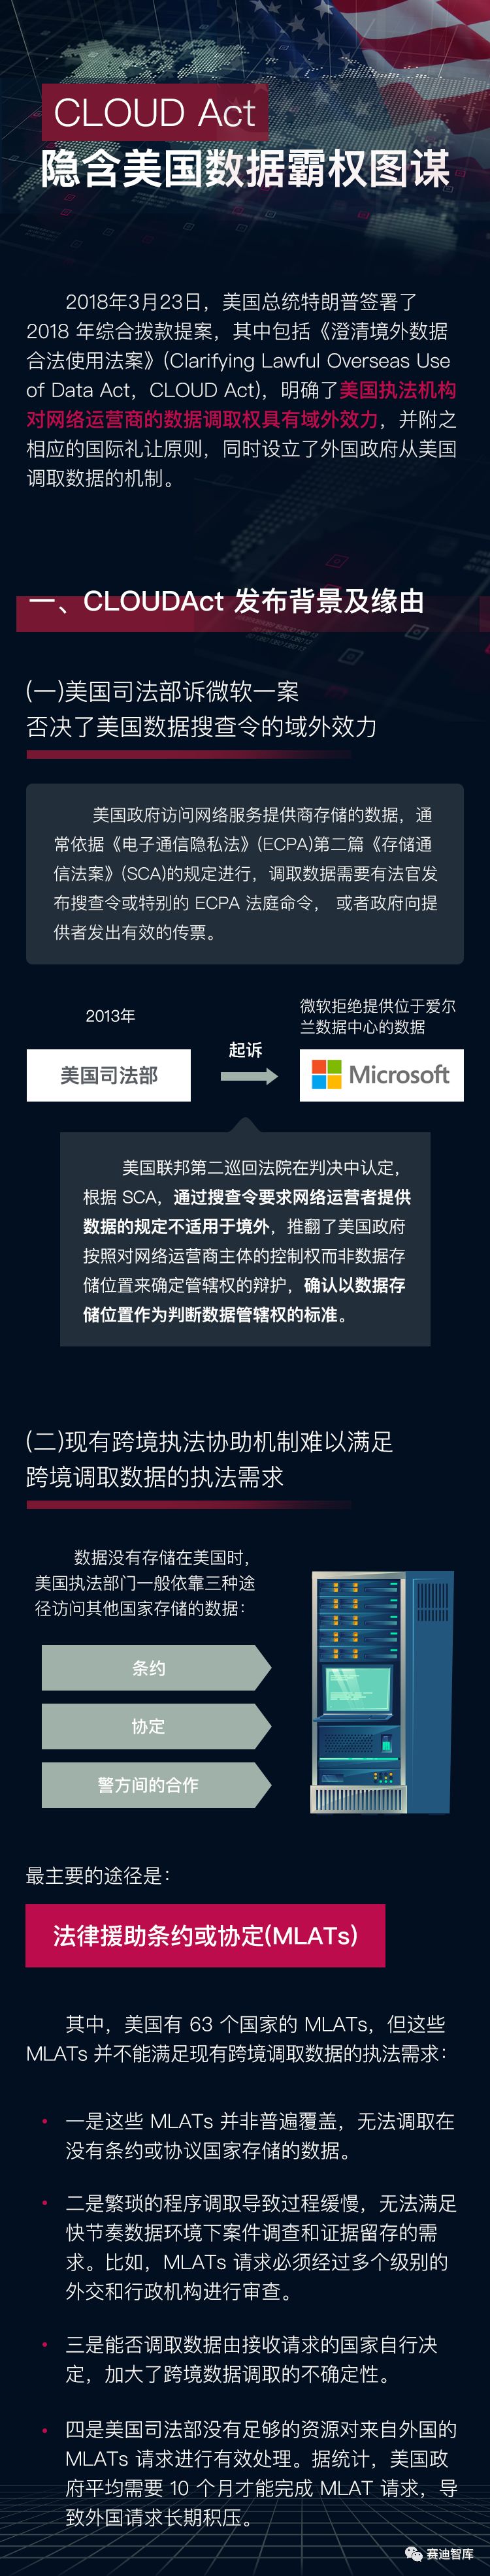 CLOUD Act
隐含美国数据霸权图谋
2018年3月23日，美国总统特朗普签署了
2018 年综合拨款提案，其中包括《澄清境外数据
合法使用法案》(Clarifying Lawful Overseas Use
of Data Act，CLOUD Act)，明确了美国执法机构
对网络运营商的数据调取权具有域外效力，并附之
相应的国际礼让原则，同时设立了外国政府从美国
调取数据的机制。
一、CLOUDAct 发布背景及缘由
(一)美国司法部诉微软一案
否决了美国数据搜查令的域外效力
美国政府访问网络服务提供商存储的数据，通
常依据《电子通信隐私法》(ECPA)第二篇《存储通
信法案》(SCA)的规定进行，调取数据需要有法官发
布搜查令或特别的 ECPA 法庭命令， 或者政府向提
供者发出有效的传票。
2013年
微软拒绝提供位于爱尔
兰数据中心的数据
美国司法部
起诉
Microsoft
美国联邦第二巡回法院在判决中认定，
根据 SCA，通过搜查令要求网络运营者提供
数据的规定不适用于境外，推翻了美国政府
按照对网络运营商主体的控制权而非数据存
储位置来确定管辖权的辩护，确认以数据存
储位置作为判断数据管辖权的标准。
(二)现有跨境执法协助机制难以满足
跨境调取数据的执法需求
数据没有存储在美国时，
美国执法部门一般依靠三种途
径访问其他国家存储的数据：
条约
协定
警方间的合作
最主要的途径是：
法律援助条约或协定(MLATs)
其中，美国有 63 个国家的 MLATs，但这些
MLATs 并不能满足现有跨境调取数据的执法需求：
• 一是这些 MLATs 并非普遍覆盖，无法调取在
没有条约或协议国家存储的数据。
• 二是繁琐的程序调取导致过程缓慢，无法满足
快节奏数据环境下案件调查和证据留存的需
求。比如，MLATs 请求必须经过多个级别的
外交和行政机构进行审查。
• 三是能否调取数据由接收请求的国家自行决
定，加大了跨境数据调取的不确定性。
• 四是美国司法部没有足够的资源对来自外国的
MLATs 请求进行有效处理。据统计，美国政
府平均需要 10 个月才能完成 MLAT 请求，导
致外国请求长期积压。
赛迪智库